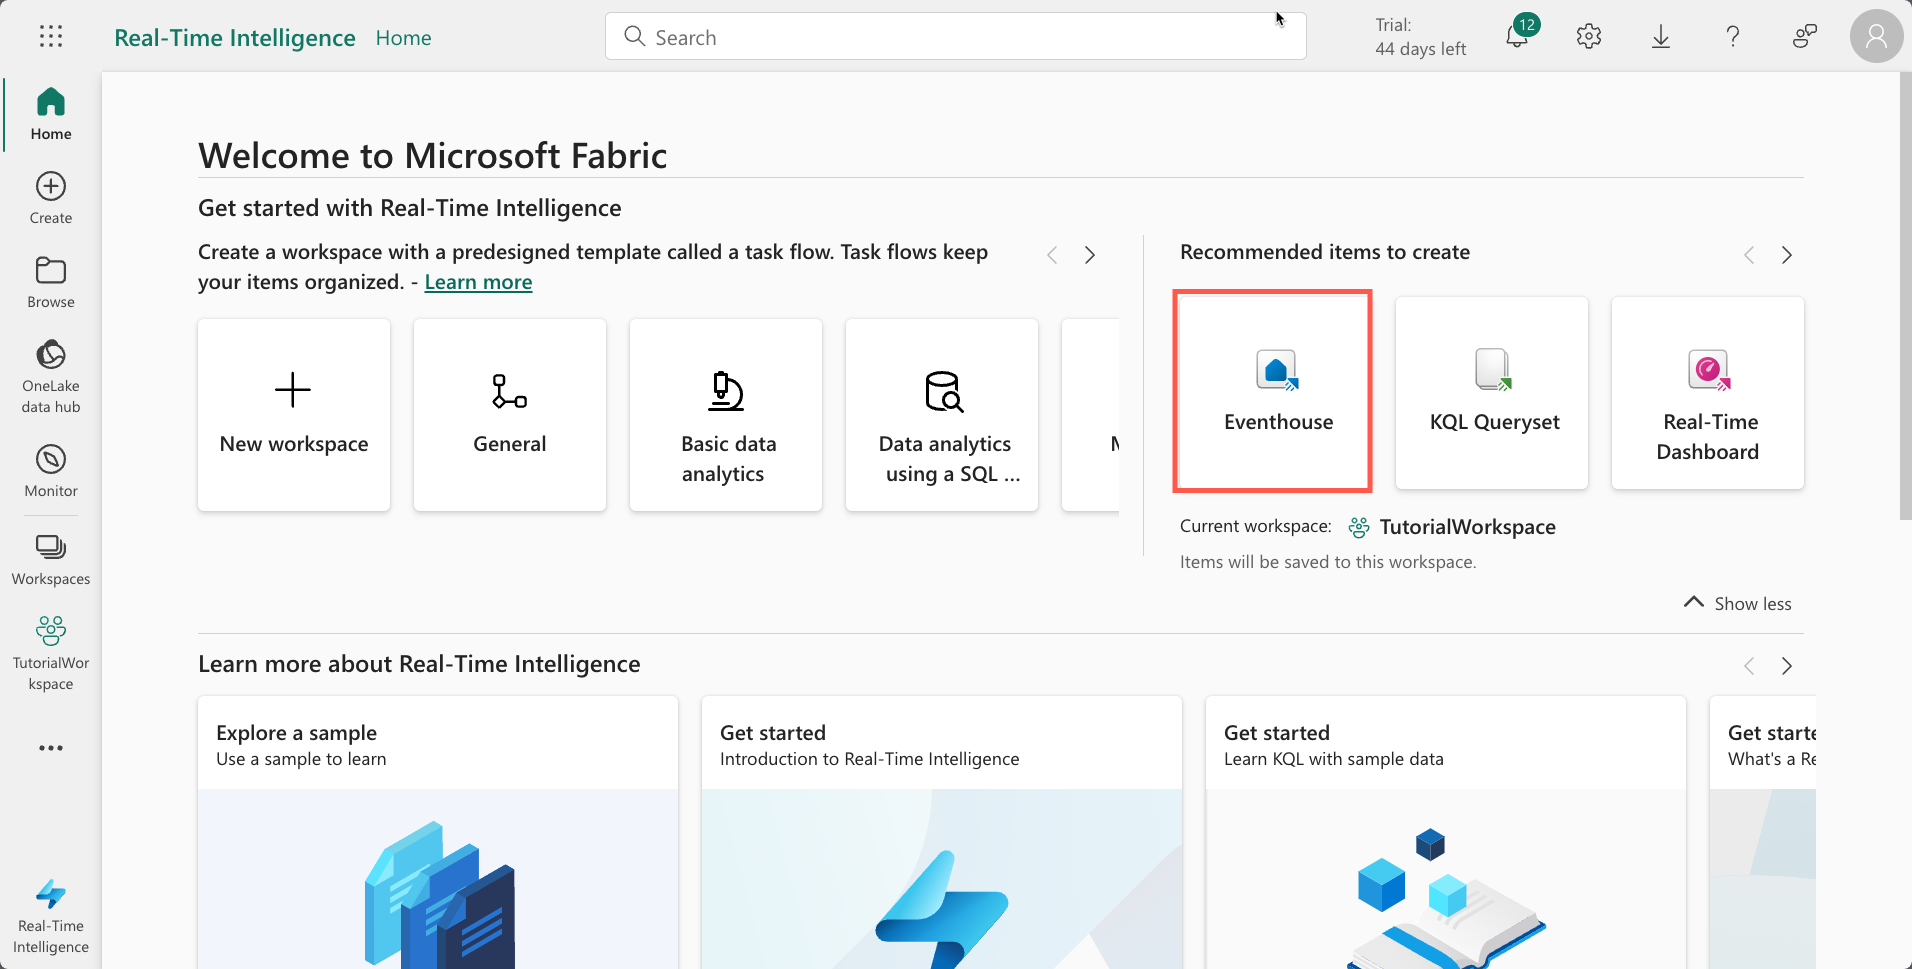 Real-Time Intelligence Home
Search
Trial:
44 days left
12
Home
Create
Browse
OneLake
data hub
Monitor
Workspaces
TutorialWor
kspace
Real-Time
Intelligence
Welcome to Microsoft Fabric
Get started with Real-Time Intelligence
Create a workspace with a predesigned template called a task flow. Task flows keep
your items organized. - Learn more
New workspace
General
Basic data
analytics
Data analytics
using a SQL ...
Recommended items to create
Eventhouse
KQL Queryset
Real-Time
Dashboard
Current workspace: TutorialWorkspace
Items will be saved to this workspace.
Show less
Learn more about Real-Time Intelligence
Explore a sample
Use a sample to learn
Get started
Introduction to Real-Time Intelligence
Get started
Learn KQL with sample data
Get starte
What's a Re